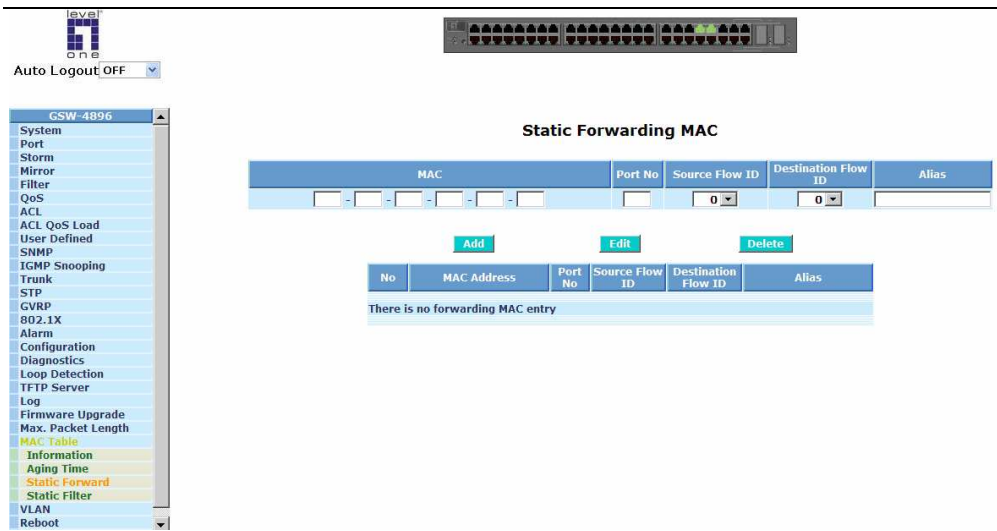 level
one
Auto Logout OFF
GSW-4896
System
Port
Storm
Mirror
Filter
QoS
ACL
ACL QoS Load
User Defined
SNMP
IGMP Snooping
Trunk
STP
GVRP
802.1X
Alarm
Configuration
Diagnostics
Loop Detection
TFTP Server
Log
Firmware Upgrade
Max. Packet Length
MAC Table
Information
Aging Time
Static Forward
Static Filter
VLAN
Reboot
Static Forwarding MAC
MAC Port No Source Flow ID Destination Flow ID Alias
- - - - - 0 0
Add Edit Delete
No MAC Address Port No Source Flow ID Destination Flow ID Alias
There is no forwarding MAC entry